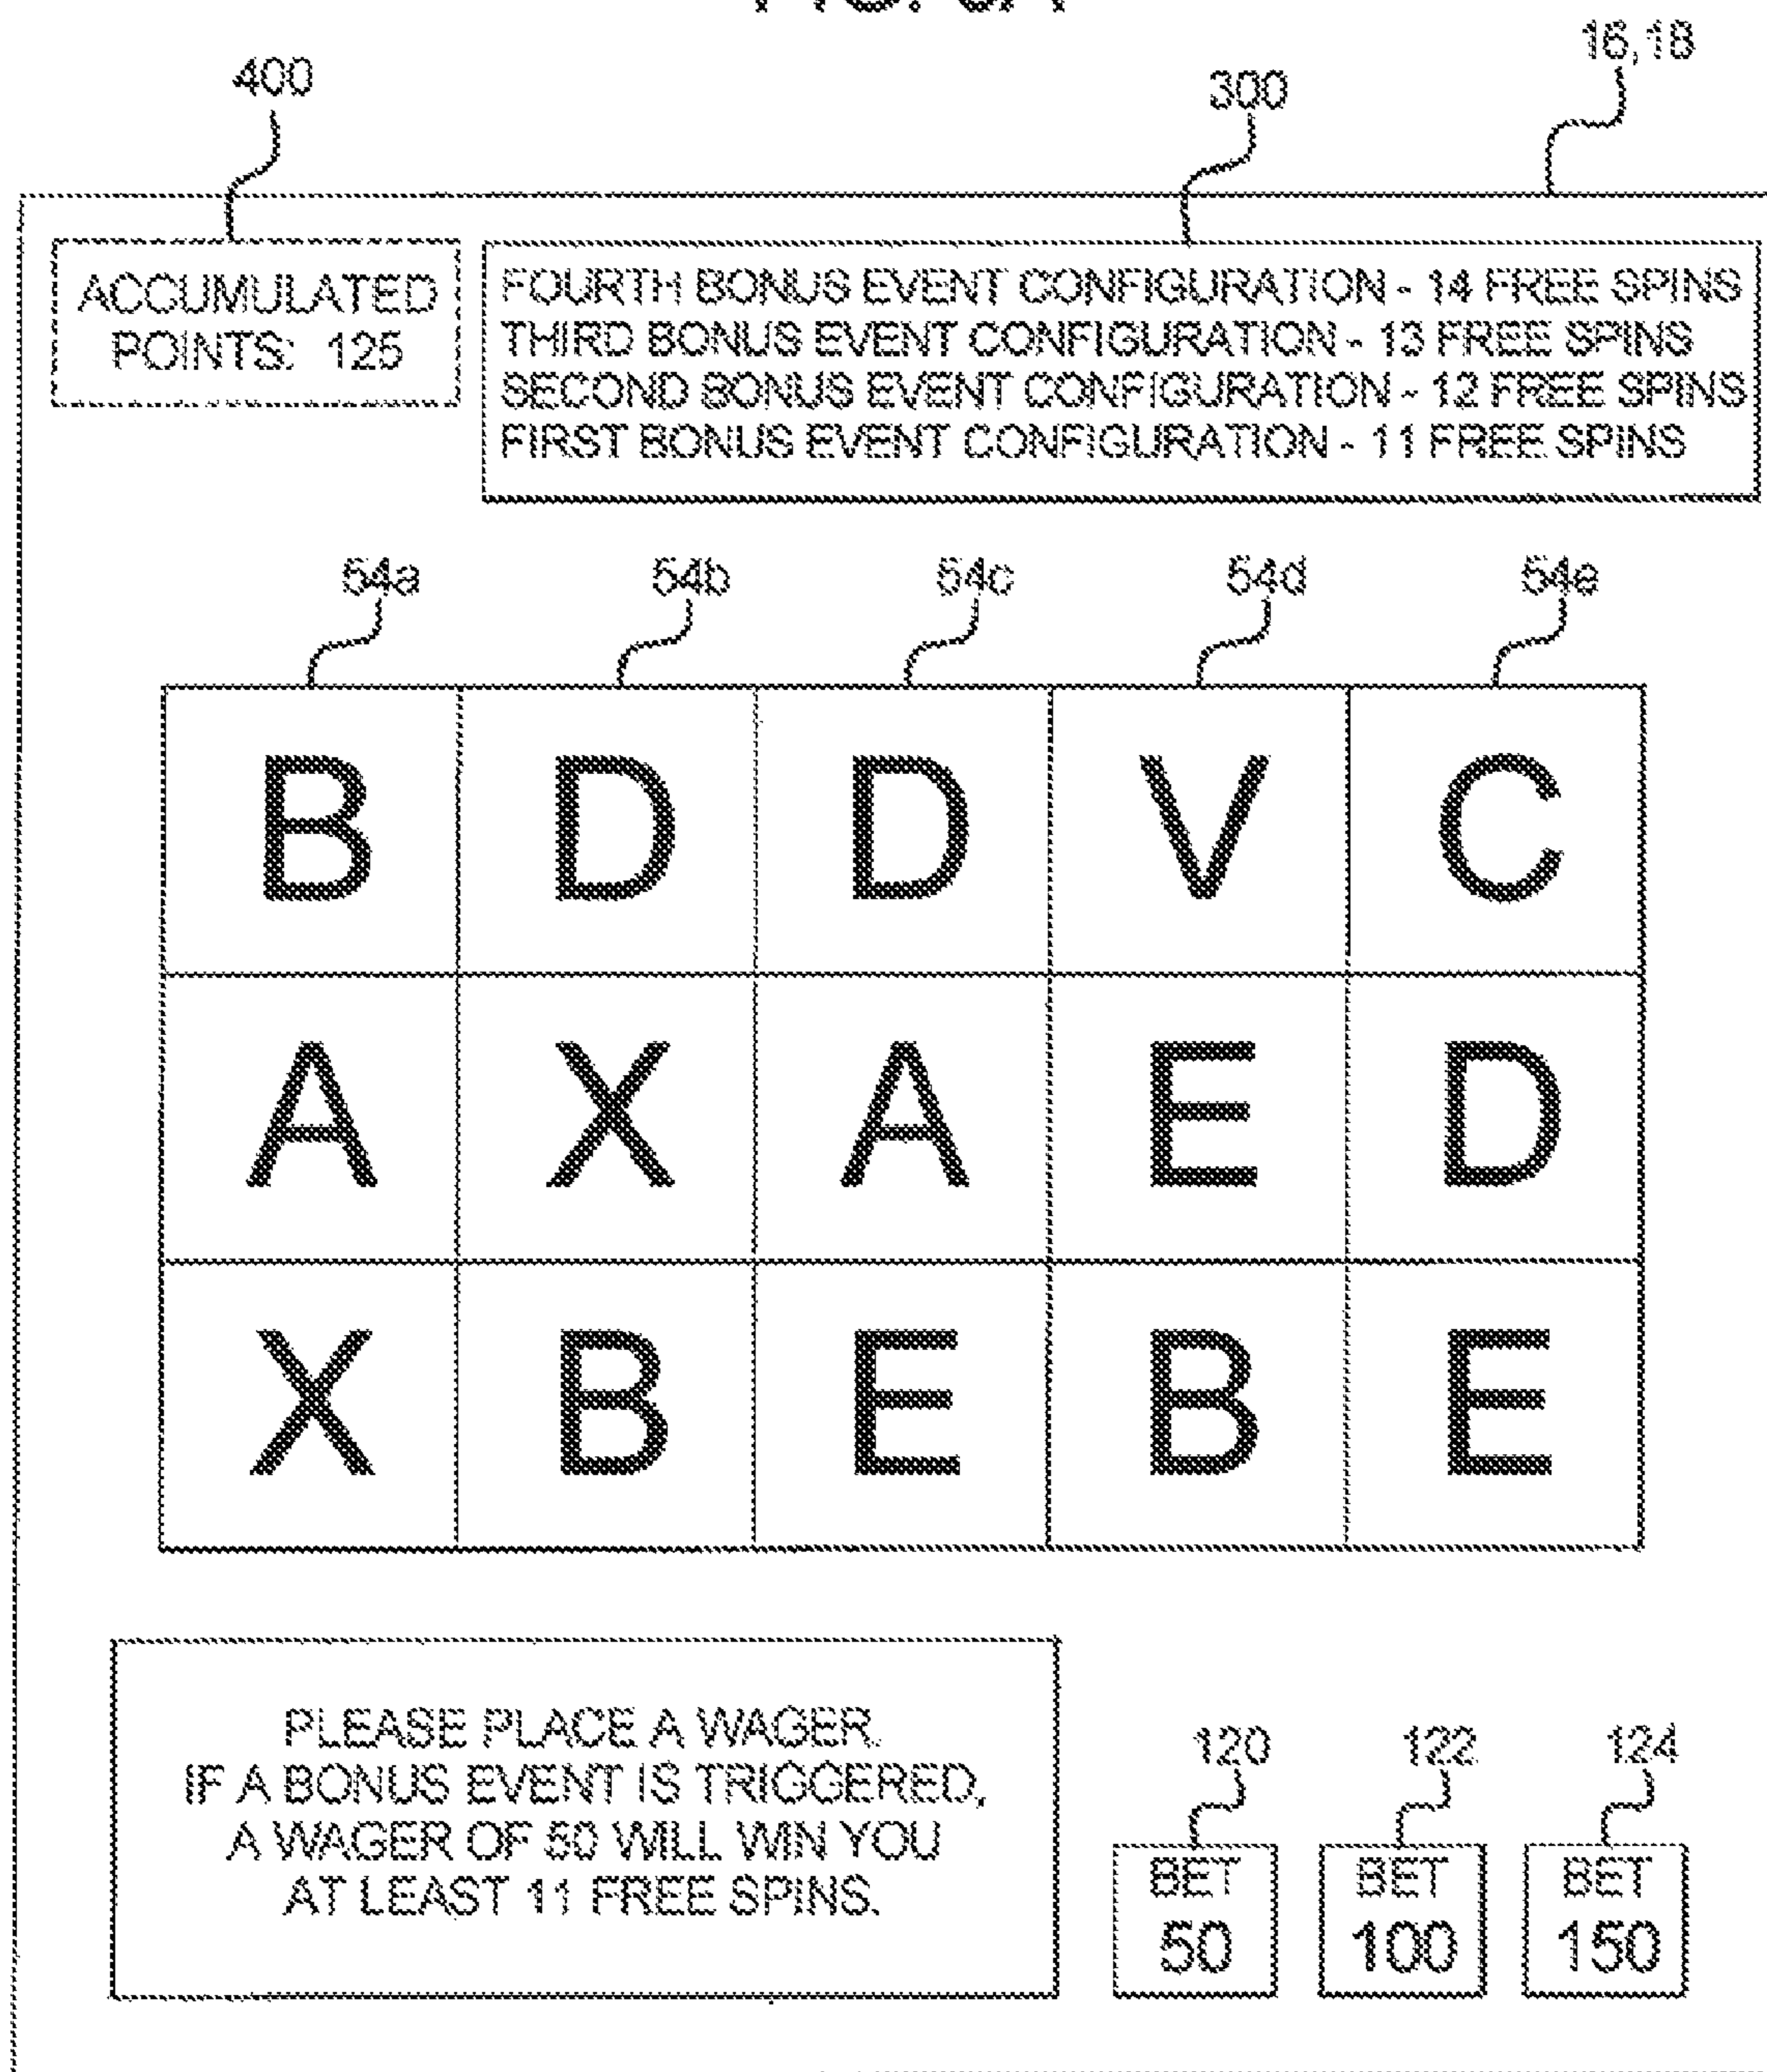 400
300
16,18
ACCUMULATED
POINTS: 125
FOURTH BONUS EVENT CONFIGURATION - 14 FREE SPINS
THIRD BONUS EVENT CONFIGURATION - 13 FREE SPINS
SECOND BONUS EVENT CONFIGURATION - 12 FREE SPINS
FIRST BONUS EVENT CONFIGURATION - 11 FREE SPINS
54a 54b 54c 54d 54e
B D D V C
A X A E D
X B E B E
PLEASE PLACE A WAGER.
IF A BONUS EVENT IS TRIGGERED,
A WAGER OF 50 WILL WIN YOU
AT LEAST 11 FREE SPINS.
120 122 124
BET BET BET
50 100 150